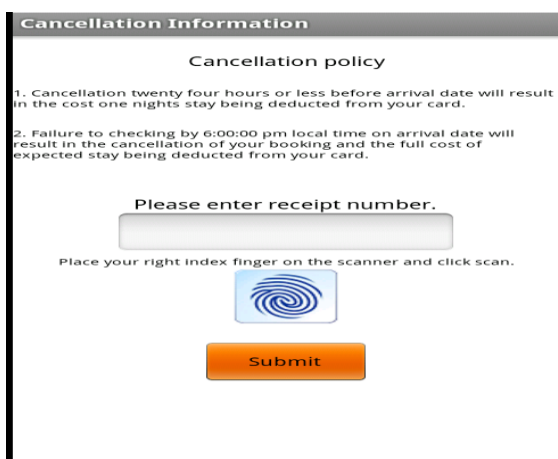 Cancellation Information
Cancellation policy
1. Cancellation twenty four hours or less before arrival date will result
in the cost one nights stay being deducted from your card.
2. Failure to checking by 6:00:00 pm local time on arrival date will
result in the cancellation of your booking and the full cost of
expected stay being deducted from your card.
Please enter receipt number.
Place your right index finger on the scanner and click scan.
Submit